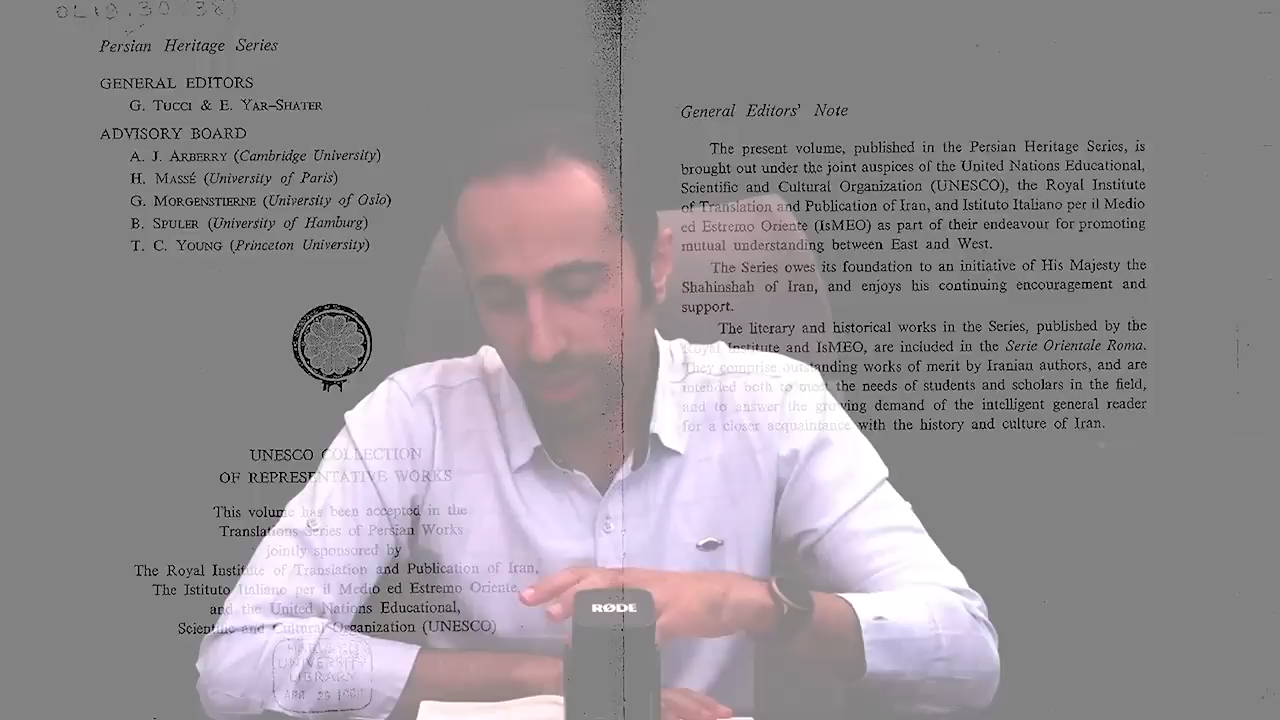 OL19.30(38)
Persian Heritage Series
GENERAL EDITORS
G. TUCCI & E. YAR–SHATER
ADVISORY BOARD
A. J. ARBERRY (Cambridge University)
H. MASSÉ (University of Paris)
G. MORGENSTIERNE (University of Oslo)
B. SPULER (University of Hamburg)
T. C. YOUNG (Princeton University)
UNESCO COLLECTION
OF REPRESENTATIVE WORKS
This volume has been accepted in the
Translations Series of Persian Works
jointly sponsored by
The Royal Institute of Translation and Publication of Iran,
The Istituto Italiano per il Medio ed Estremo Oriente,
and the United Nations Educational,
Scientific and Cultural Organization (UNESCO)
UNIVERSITY
LIBRARY
General Editors' Note
The present volume, published in the Persian Heritage Series, is
brought out under the joint auspices of the United Nations Educational,
Scientific and Cultural Organization (UNESCO), the Royal Institute
of Translation and Publication of Iran, and Istituto Italiano per il Medio
ed Estremo Oriente (IsMEO) as part of their endeavour for promoting
mutual understanding between East and West.
The Series owes its foundation to an initiative of His Majesty the
Shahinshah of Iran, and enjoys his continuing encouragement and
support.
The literary and historical works in the Series, published by the
Royal Institute and IsMEO, are included in the Serie Orientale Roma.
They comprise outstanding works of merit by Iranian authors, and are
intended both to meet the needs of students and scholars in the field,
and to answer the growing demand of the intelligent general reader
for a closer acquaintance with the history and culture of Iran.
RØDE